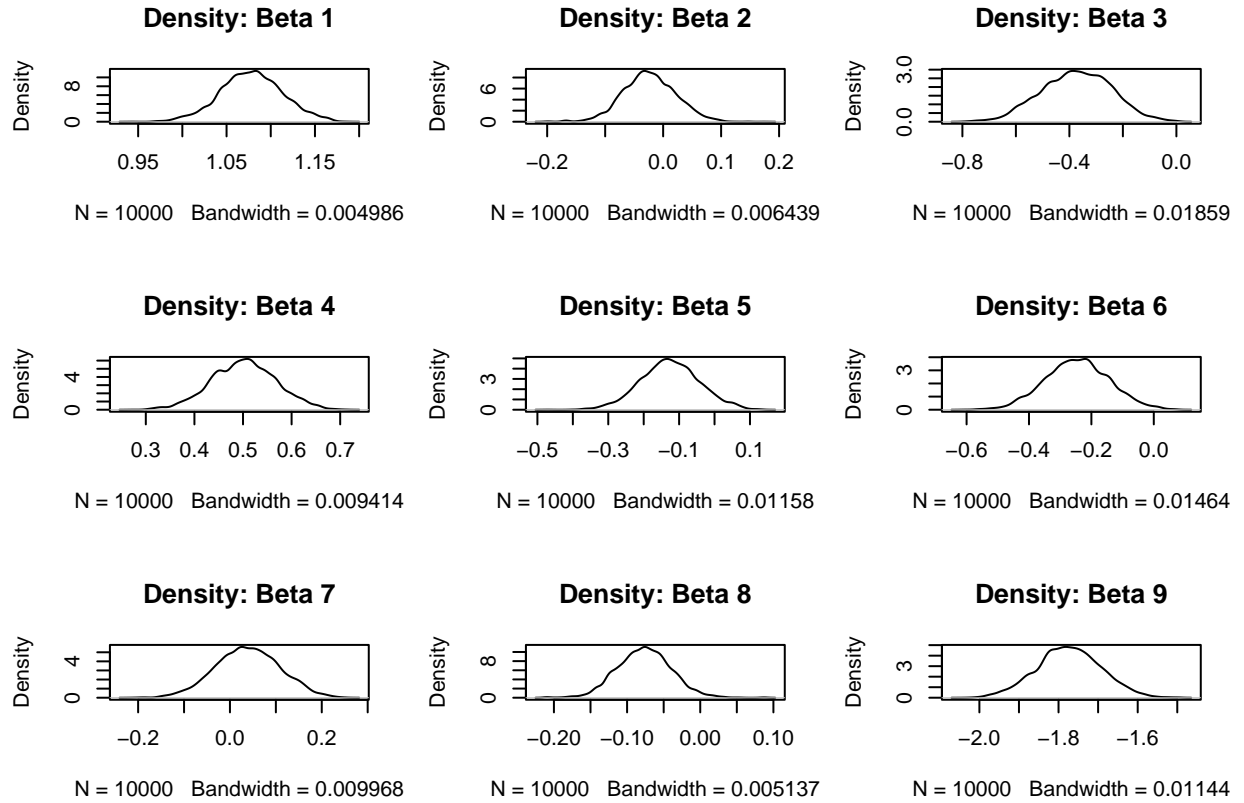 Density: Beta 1
Density
0 8
0.95 1.05 1.15
N = 10000 Bandwidth = 0.004986
Density: Beta 2
Density
0 6
−0.2 0.0 0.1 0.2
N = 10000 Bandwidth = 0.006439
Density: Beta 3
Density
0.0 3.0
−0.8 −0.4 0.0
N = 10000 Bandwidth = 0.01859
Density: Beta 4
Density
0 4
0.3 0.4 0.5 0.6 0.7
N = 10000 Bandwidth = 0.009414
Density: Beta 5
Density
0 3
−0.5 −0.3 −0.1 0.1
N = 10000 Bandwidth = 0.01158
Density: Beta 6
Density
0 3
−0.6 −0.4 −0.2 0.0
N = 10000 Bandwidth = 0.01464
Density: Beta 7
Density
0 4
−0.2 0.0 0.2
N = 10000 Bandwidth = 0.009968
Density: Beta 8
Density
0 8
−0.20 −0.10 0.00 0.10
N = 10000 Bandwidth = 0.005137
Density: Beta 9
Density
0 3
−2.0 −1.8 −1.6
N = 10000 Bandwidth = 0.01144